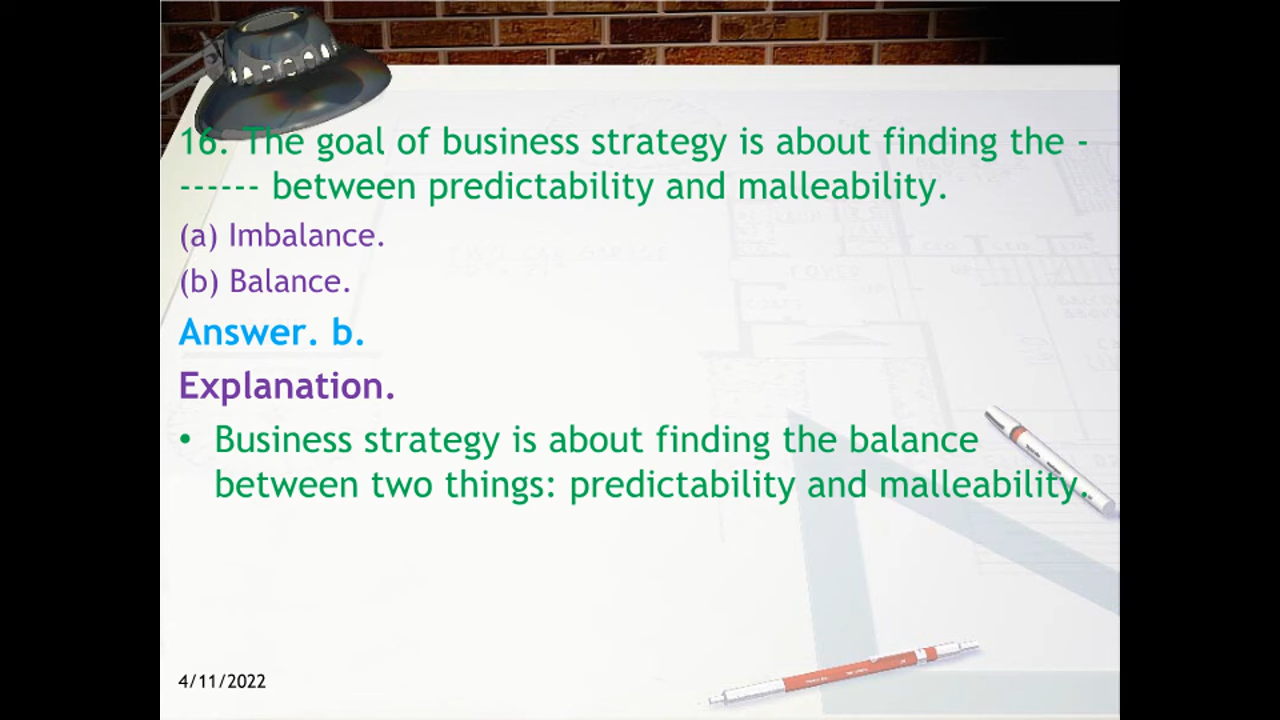 16. The goal of business strategy is about finding the -
------ between predictability and malleability.
(a) Imbalance.
(b) Balance.
Answer. b.
Explanation.
• Business strategy is about finding the balance
between two things: predictability and malleability.
4/11/2022